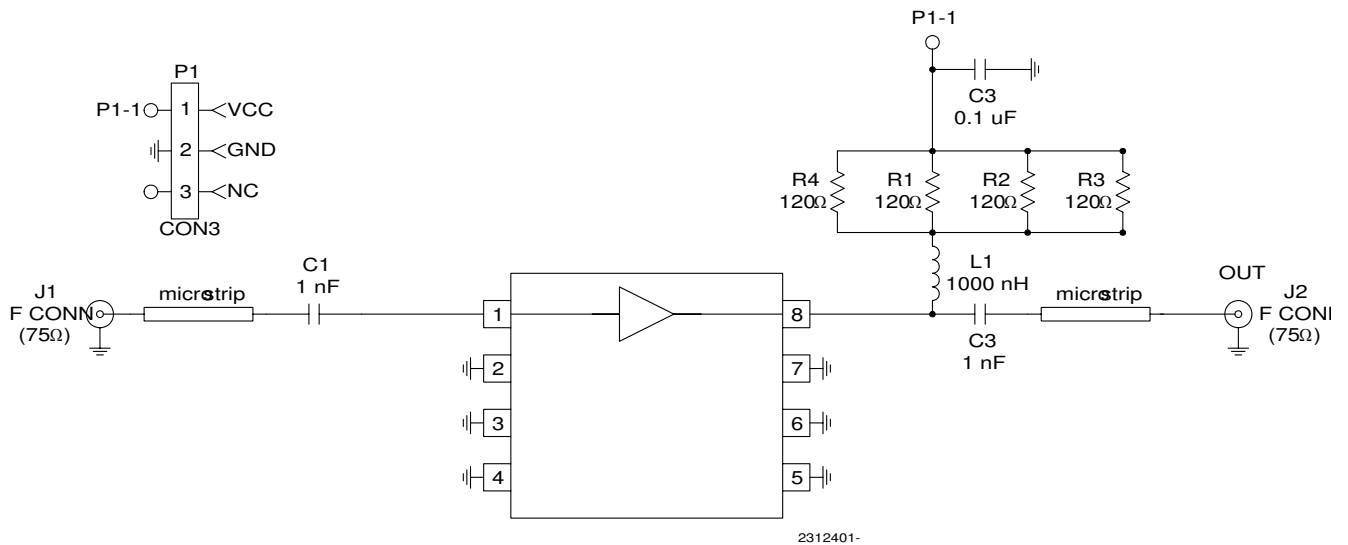 P1-1
P1
P1-1
1
VCC
2
GND
3
NC
CON3
C3
0.1 uF
R4
120Ω
R1
120Ω
R2
120Ω
R3
120Ω
L1
1000 nH
J1
F CONN
(75Ω)
microstrip
C1
1 nF
1
2
3
4
8
7
6
5
C3
1 nF
microstrip
OUT
J2
F CON
(75Ω)
2312401-